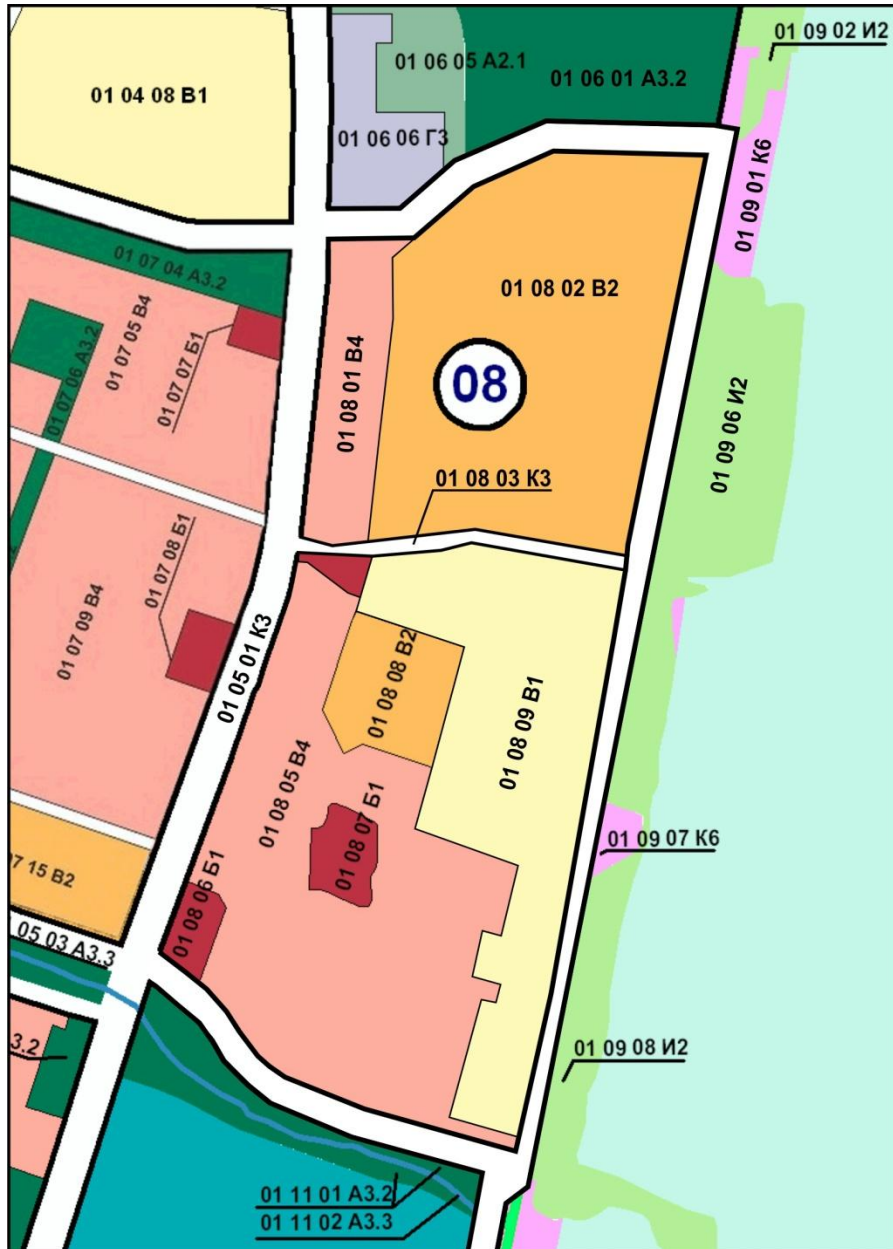 01 09 02 И2
01 06 05 А2.1
01 06 01 А3.2
01 04 08 В1
01 06 06 Г3
01 09 01 К6
01 07 04 А3.2
01 08 02 В2
01 07 05 В4
01 07 06 А3.2
01 07 07 Б1
01 08 01 В4
08
01 09 06 И2
01 08 03 К3
01 07 08 Б1
01 07 09 В4
01 05 01 К3
01 08 08 В2
01 08 09 В1
01 08 05 В4
01 08 07 Б1
01 09 07 К6
7 15 В2
01 08 06 Б1
05 03 А3.3
3.2
01 09 08 И2
01 11 01 А3.2
01 11 02 А3.3